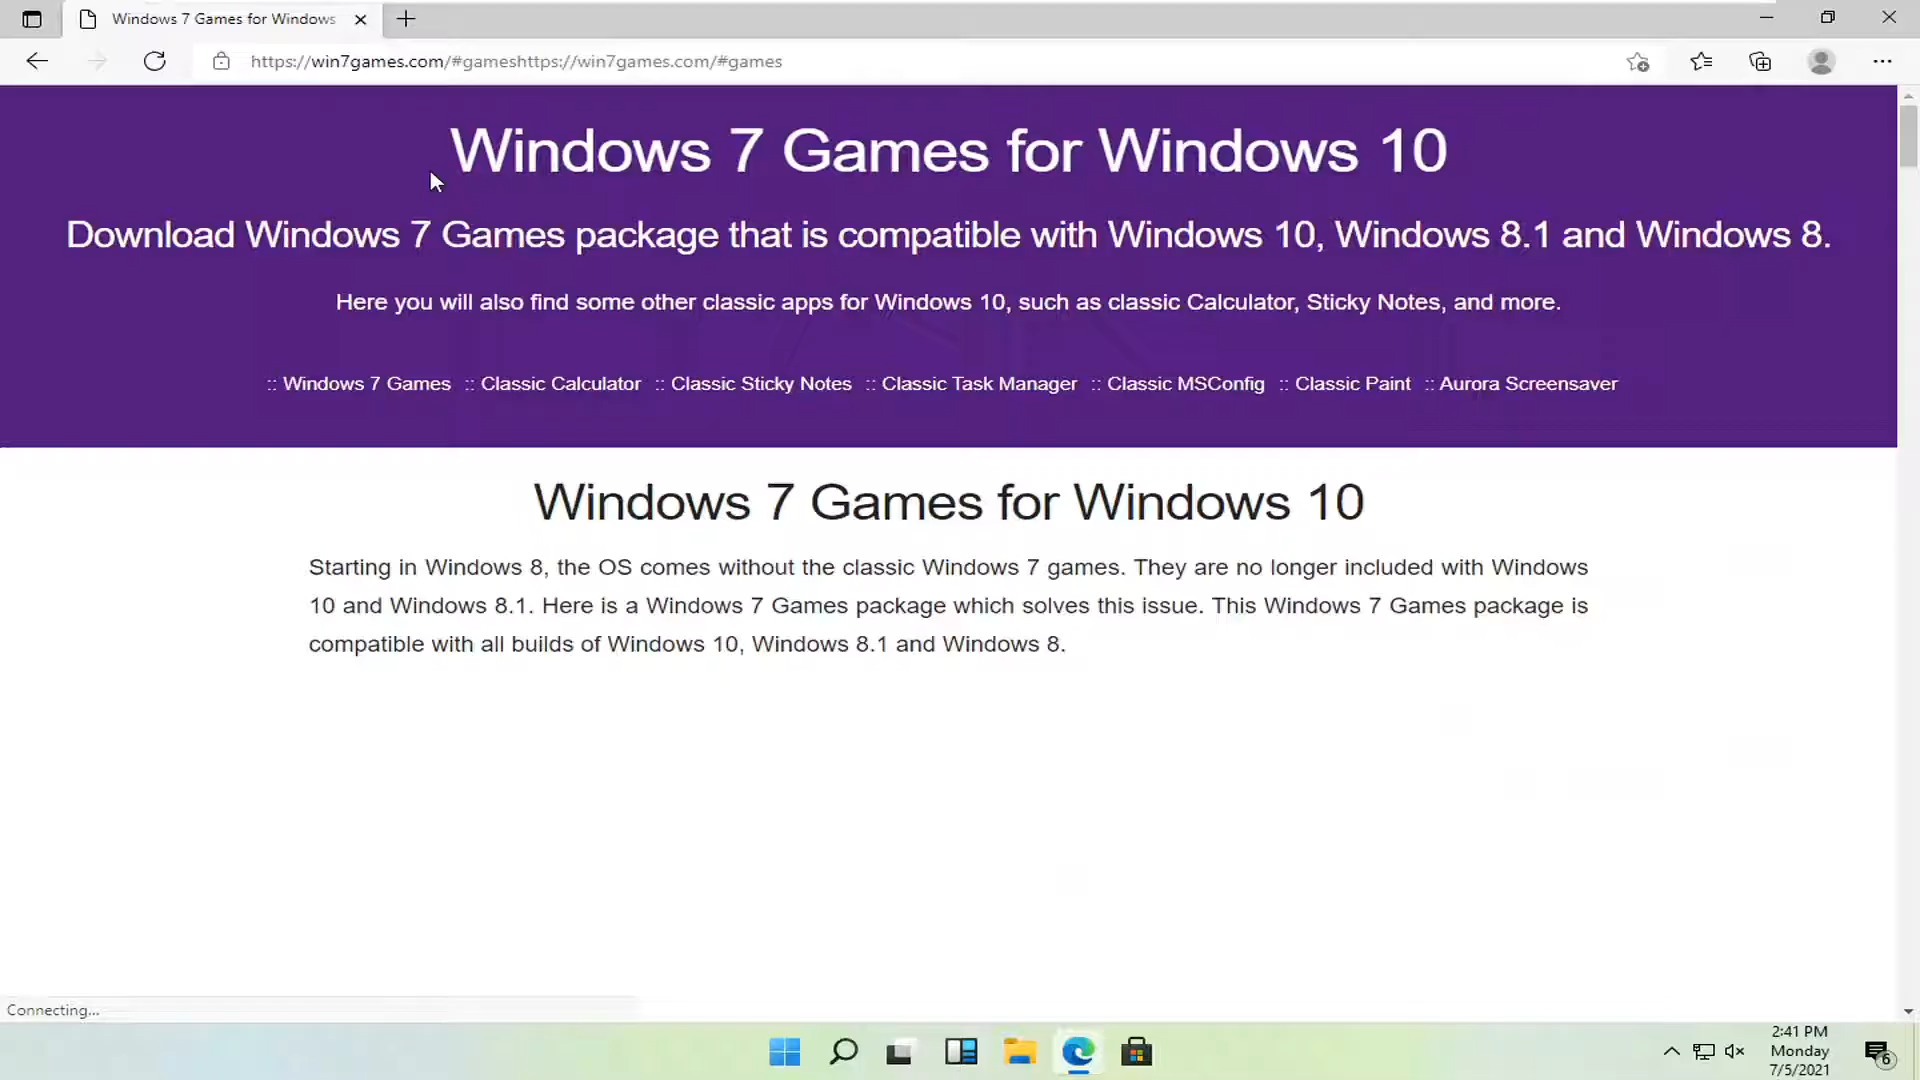 Windows 7 Games for Windows
https://win7games.com/#gameshttps://win7games.com/#games
Windows 7 Games for Windows 10
Download Windows 7 Games package that is compatible with Windows 10, Windows 8.1 and Windows 8.
Here you will also find some other classic apps for Windows 10, such as classic Calculator, Sticky Notes, and more.
:: Windows 7 Games :: Classic Calculator :: Classic Sticky Notes :: Classic Task Manager :: Classic MSConfig :: Classic Paint :: Aurora Screensaver
Windows 7 Games for Windows 10
Starting in Windows 8, the OS comes without the classic Windows 7 games. They are no longer included with Windows
10 and Windows 8.1. Here is a Windows 7 Games package which solves this issue. This Windows 7 Games package is
compatible with all builds of Windows 10, Windows 8.1 and Windows 8.
Connecting...
2:41 PM
Monday
7/5/2021
6